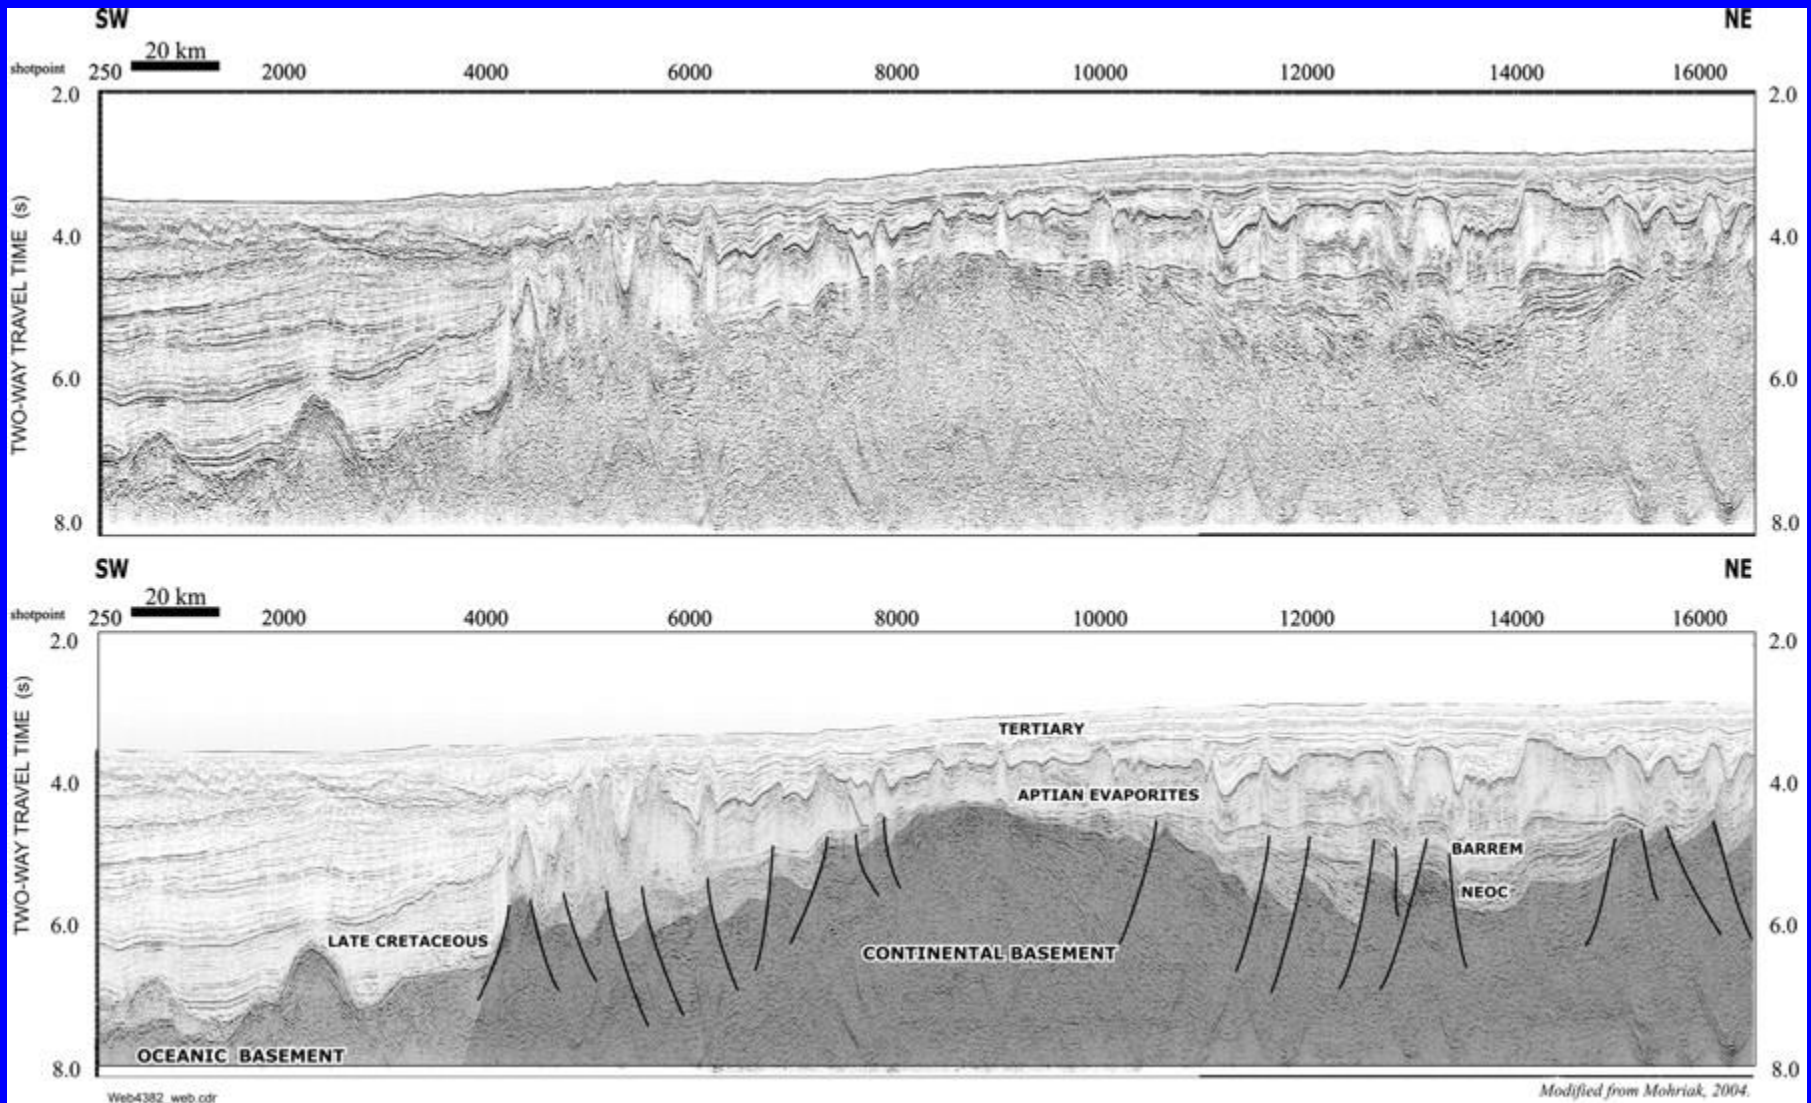 SW NE
20 km
shotpoint 250 2000 4000 6000 8000 10000 12000 14000 16000
2.0 2.0
4.0 4.0
6.0 6.0
8.0 8.0
TWO-WAY TRAVEL TIME (s)
SW NE
20 km
shotpoint 250 2000 4000 6000 8000 10000 12000 14000 16000
2.0 2.0
TERTIARY
4.0 4.0
APTIAN EVAPORITES
BARREM
NEOC
6.0 6.0
LATE CRETACEOUS
CONTINENTAL BASEMENT
OCEANIC BASEMENT
8.0 8.0
TWO-WAY TRAVEL TIME (s)
Web4382_web.cdr
Modified from Mohriak, 2004.